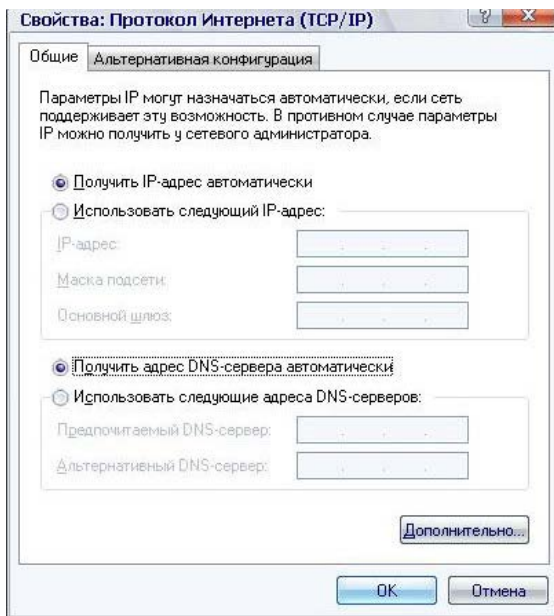 Свойства: Протокол Интернета (TCP/IP)
Общие
Альтернативная конфигурация
Параметры IP могут назначаться автоматически, если сеть
поддерживает эту возможность. В противном случае параметры
IP можно получить у сетевого администратора.
Получить IP-адрес автоматически
Использовать следующий IP-адрес:
IP-адрес:
Маска подсети:
Основной шлюз:
Получить адрес DNS-сервера автоматически
Использовать следующие адреса DNS-серверов:
Предпочитаемый DNS-сервер:
Альтернативный DNS-сервер:
Дополнительно...
OK
Отмена